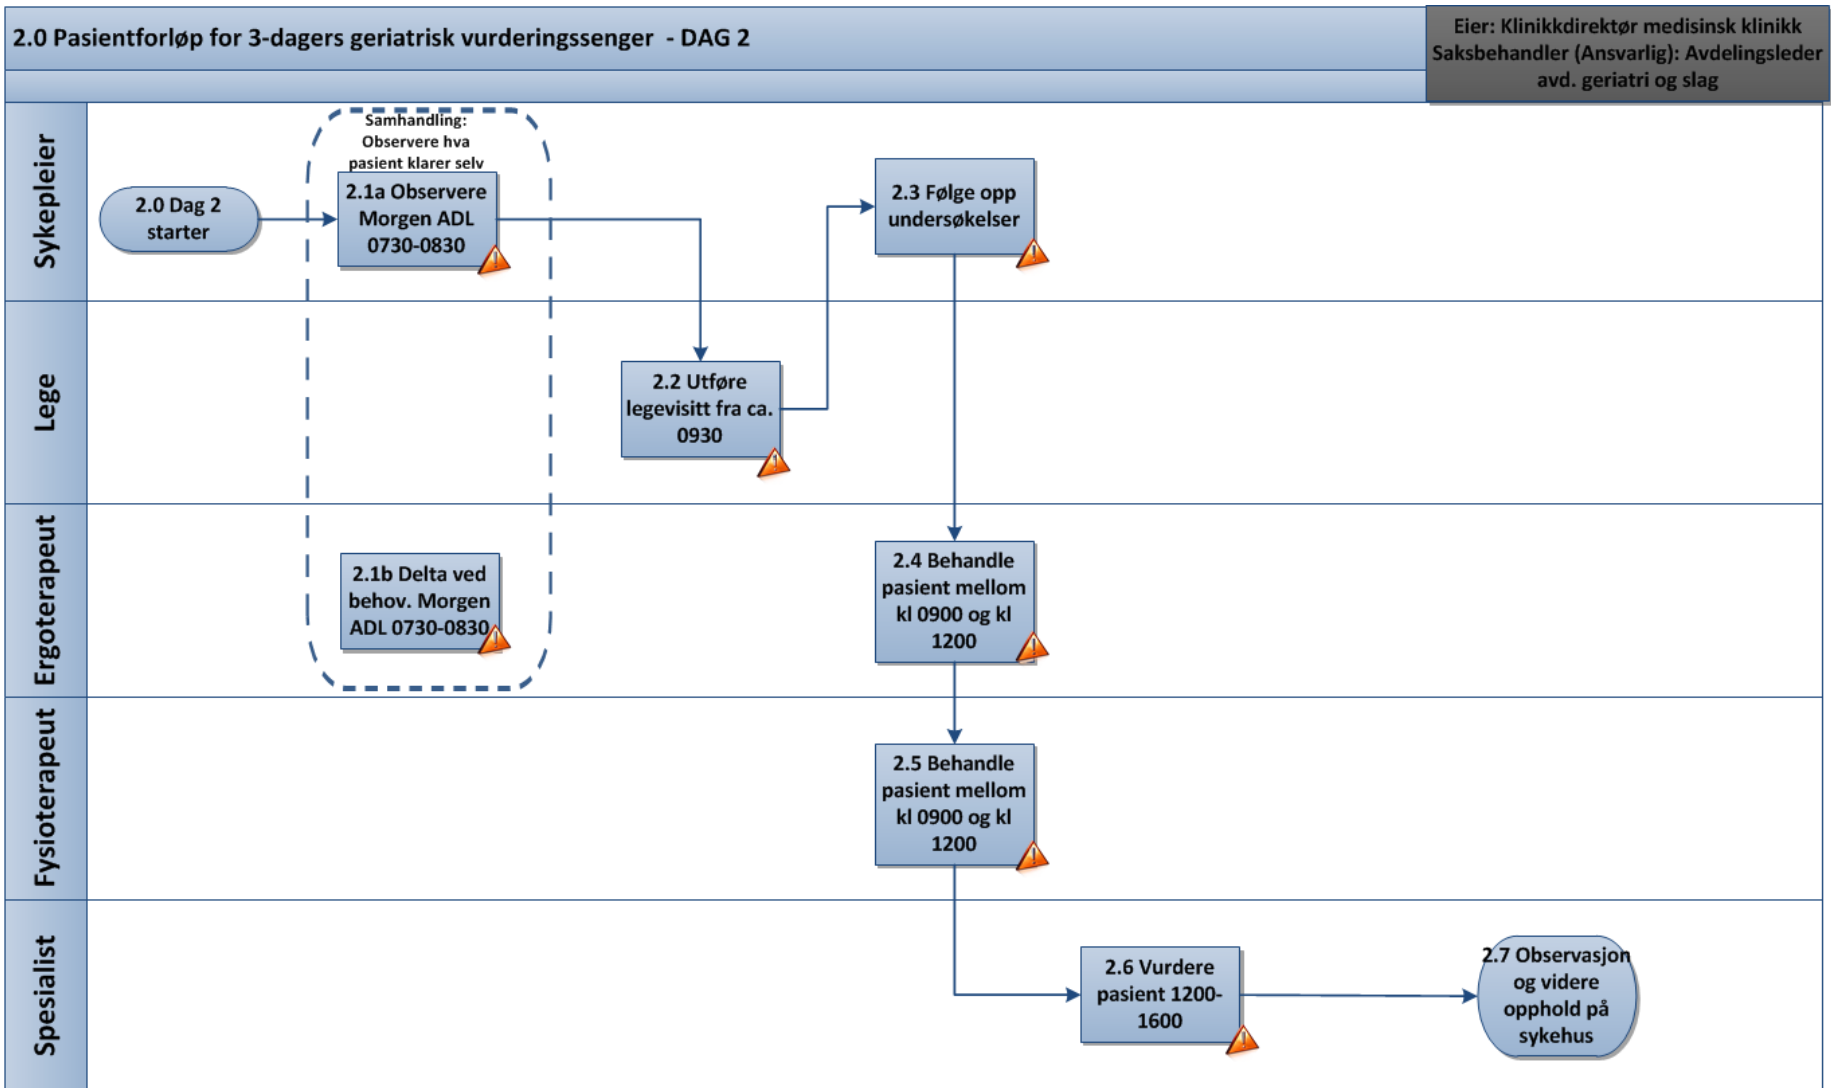 2.0 Pasientforløp for 3-dagers geriatrisk vurderingssenger - DAG 2
Eier: Klinikkdirektør medisinsk klinikk
Saksbehandler (Ansvarlig): Avdelingsleder
avd. geriatri og slag
Sykepleier
2.0 Dag 2
starter
Samhandling:
Observere hva
pasient klarer selv
2.1a Observere
Morgen ADL
0730-0830
2.3 Følge opp
undersøkelser
Lege
2.2 Utføre
legevisitt fra ca.
0930
Ergoterapeut
2.1b Delta ved
behov. Morgen
ADL 0730-0830
2.4 Behandle
pasient mellom
kl 0900 og kl
1200
Fysioterapeut
2.5 Behandle
pasient mellom
kl 0900 og kl
1200
Spesialist
2.6 Vurdere
pasient 1200-
1600
2.7 Observasjon
og videre
opphold på
sykehus